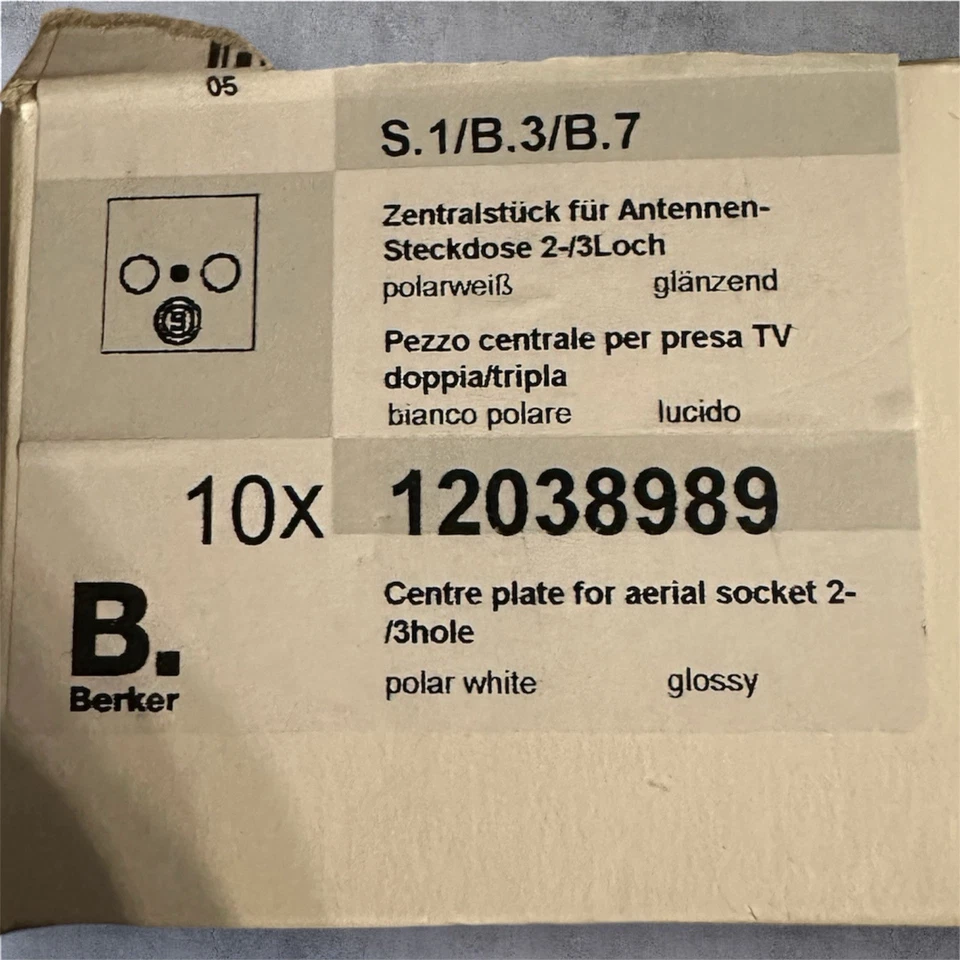 05
S.1/B.3/B.7
Zentralstück für Antennen-
Steckdose 2-/3Loch
polarweiß glänzend
Pezzo centrale per presa TV
doppia/tripla
bianco polare lucido
10x 12038989
Centre plate for aerial socket 2-
/3hole
polar white glossy
B.
Berker